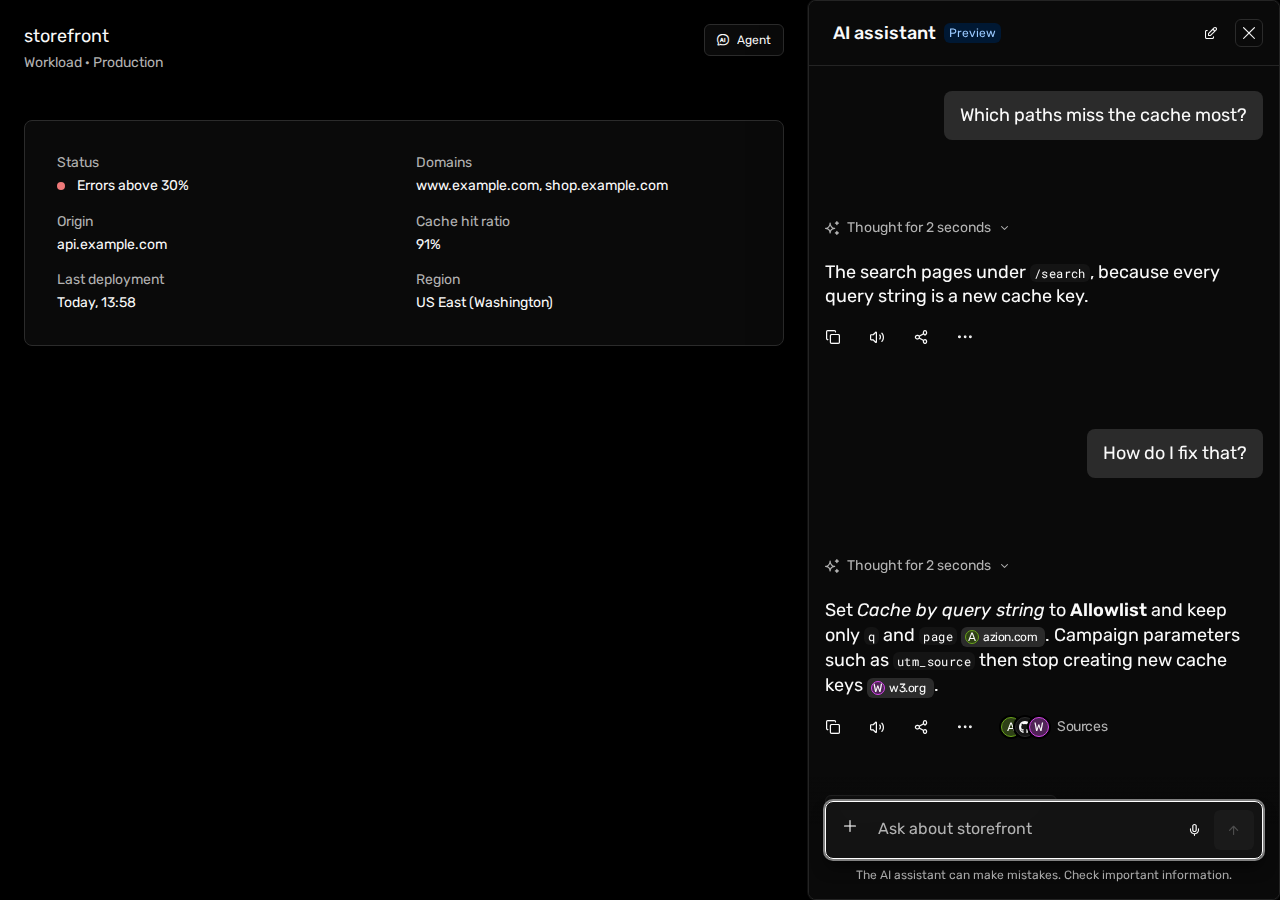 storefront
Workload • Production
Agent
Status
Errors above 30%
Domains
www.example.com, shop.example.com
Origin
api.example.com
Cache hit ratio
91%
Last deployment
Today, 13:58
Region
US East (Washington)
AI assistant
Preview
Which paths miss the cache most?
Thought for 2 seconds
The search pages under /search, because every
query string is a new cache key.
How do I fix that?
Thought for 2 seconds
Set Cache by query string to Allowlist and keep
only q and page A azion.com. Campaign parameters
such as utm_source then stop creating new cache
keys W w3.org.
A W Sources
Ask about storefront
The AI assistant can make mistakes. Check important information.